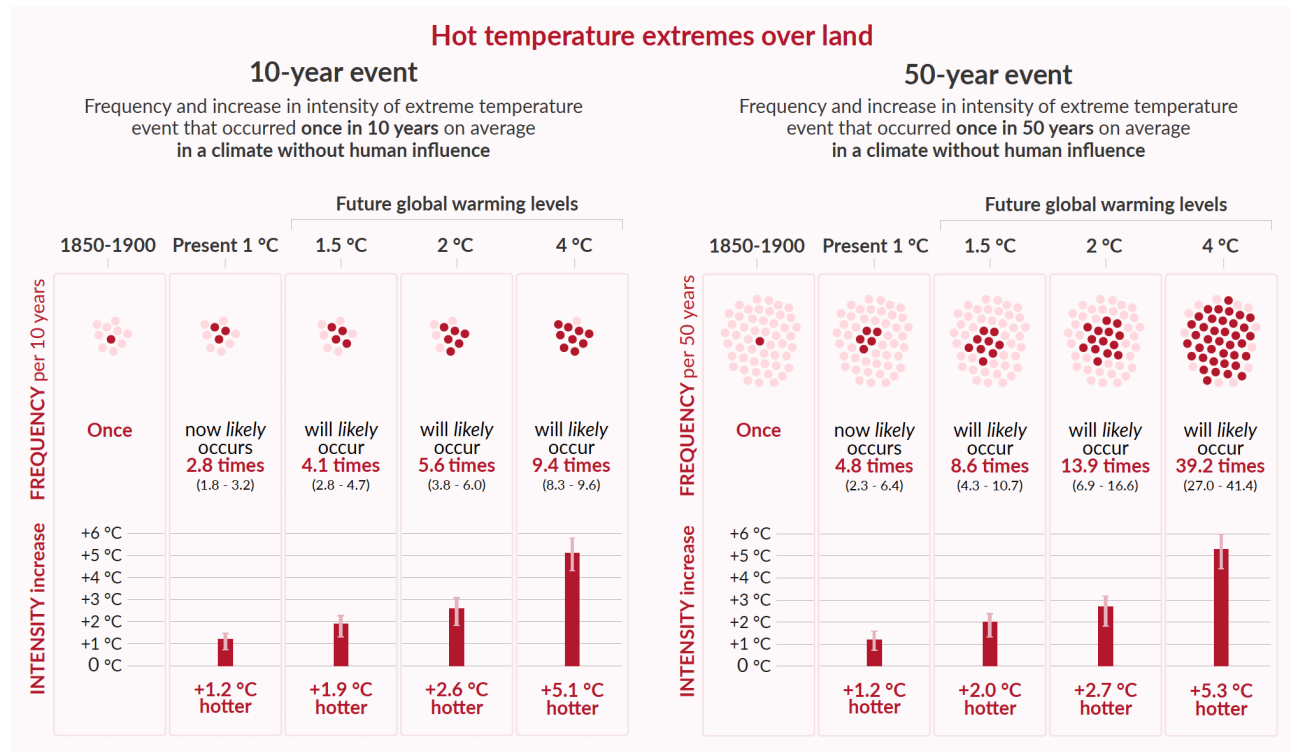 Hot temperature extremes over land
10-year event
Frequency and increase in intensity of extreme temperature
event that occurred once in 10 years on average
in a climate without human influence
Future global warming levels
1850-1900 Present 1 °C 1.5 °C 2 °C 4 °C
FREQUENCY per 10 years
Once
now likely
occurs
2.8 times
(1.8 - 3.2)
will likely
occur
4.1 times
(2.8 - 4.7)
will likely
occur
5.6 times
(3.8 - 6.0)
will likely
occur
9.4 times
(8.3 - 9.6)
INTENSITY increase
+6 °C
+5 °C
+4 °C
+3 °C
+2 °C
+1 °C
0 °C
+1.2 °C
hotter
+1.9 °C
hotter
+2.6 °C
hotter
+5.1 °C
hotter
50-year event
Frequency and increase in intensity of extreme temperature
event that occurred once in 50 years on average
in a climate without human influence
Future global warming levels
1850-1900 Present 1 °C 1.5 °C 2 °C 4 °C
FREQUENCY per 50 years
Once
now likely
occurs
4.8 times
(2.3 - 6.4)
will likely
occur
8.6 times
(4.3 - 10.7)
will likely
occur
13.9 times
(6.9 - 16.6)
will likely
occur
39.2 times
(27.0 - 41.4)
INTENSITY increase
+6 °C
+5 °C
+4 °C
+3 °C
+2 °C
+1 °C
0 °C
+1.2 °C
hotter
+2.0 °C
hotter
+2.7 °C
hotter
+5.3 °C
hotter